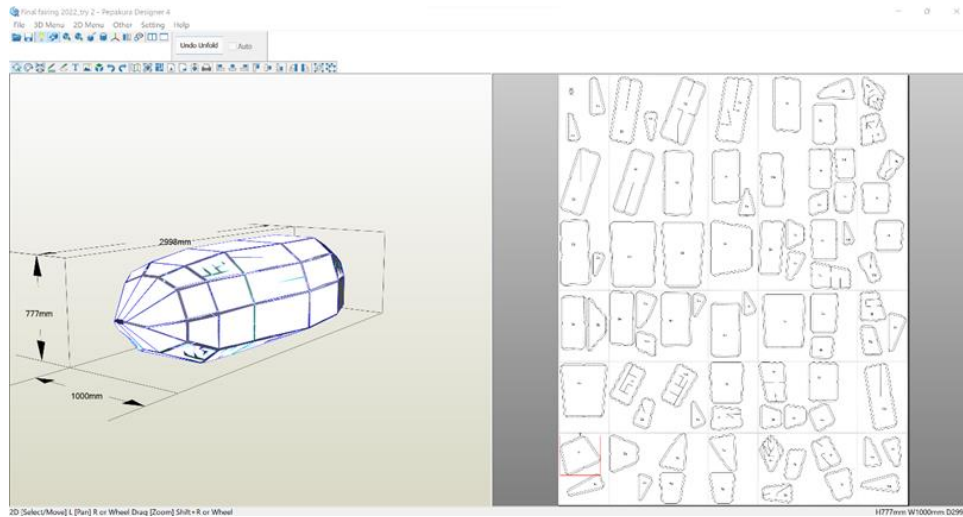 Final fairing 2022_try 2 - Pepakura Designer 4
File 3D Menu 2D Menu Other Setting Help
Undo Unfold Auto
2998mm
777mm
1000mm
2D [Select/Move] L [Pan] R or Wheel Drag [Zoom] Shift+R or Wheel
H777mm W1000mm D299